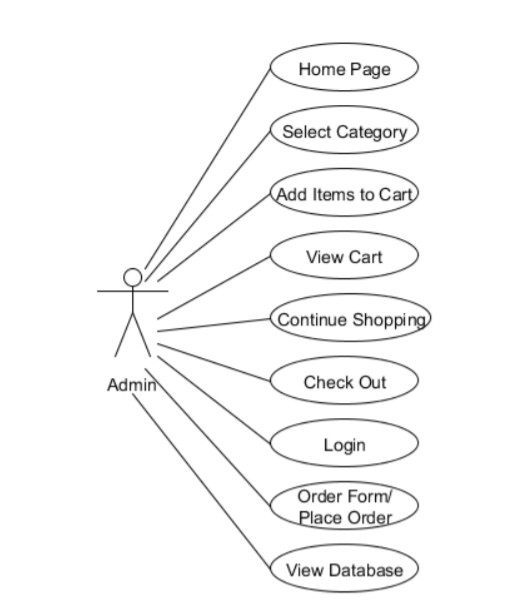 Home Page
Select Category
Add Items to Cart
View Cart
Continue Shopping
Check Out
Admin
Login
Order Form/
Place Order
View Database